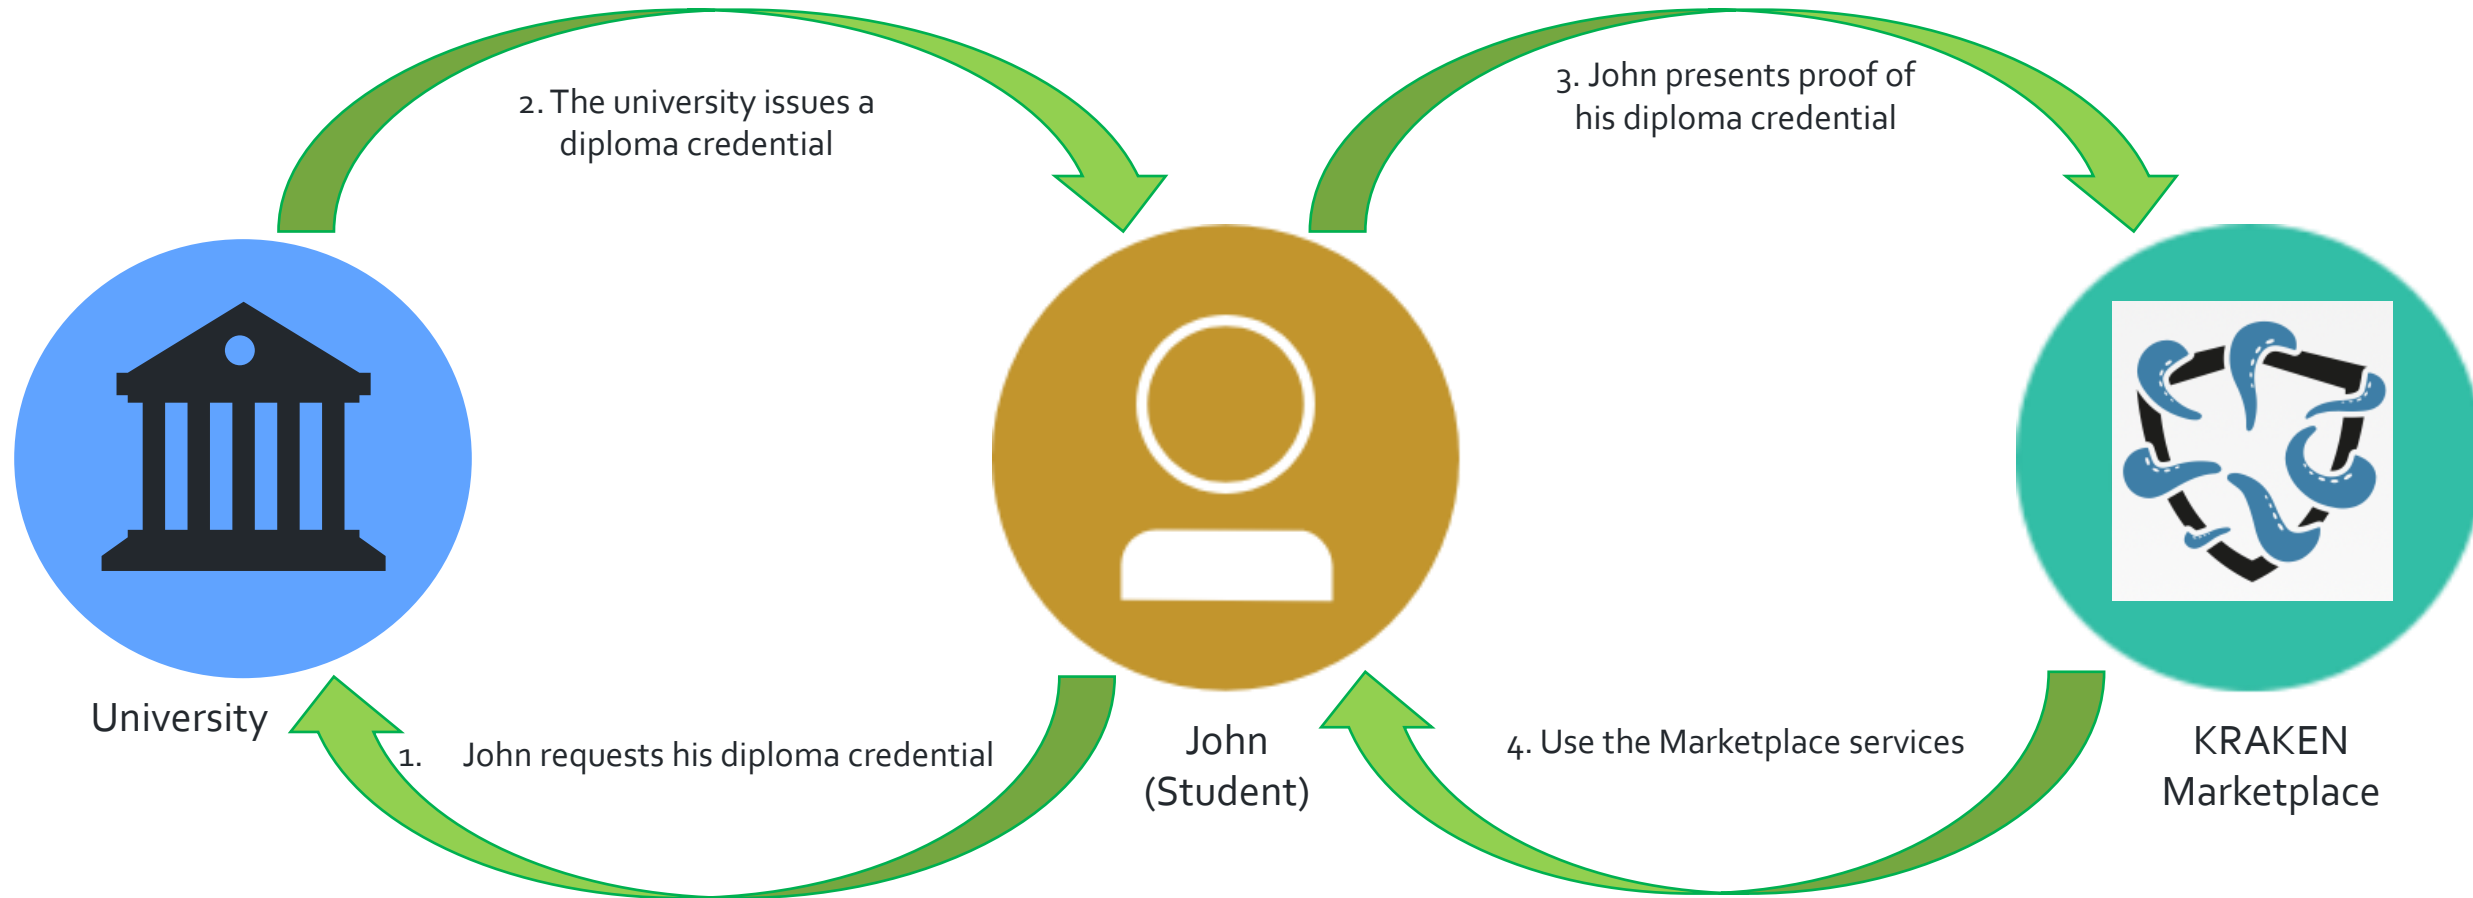 2. The university issues a
diploma credential
3. John presents proof of
his diploma credential
University
1. John requests his diploma credential
John
(Student)
4. Use the Marketplace services
KRAKEN
Marketplace